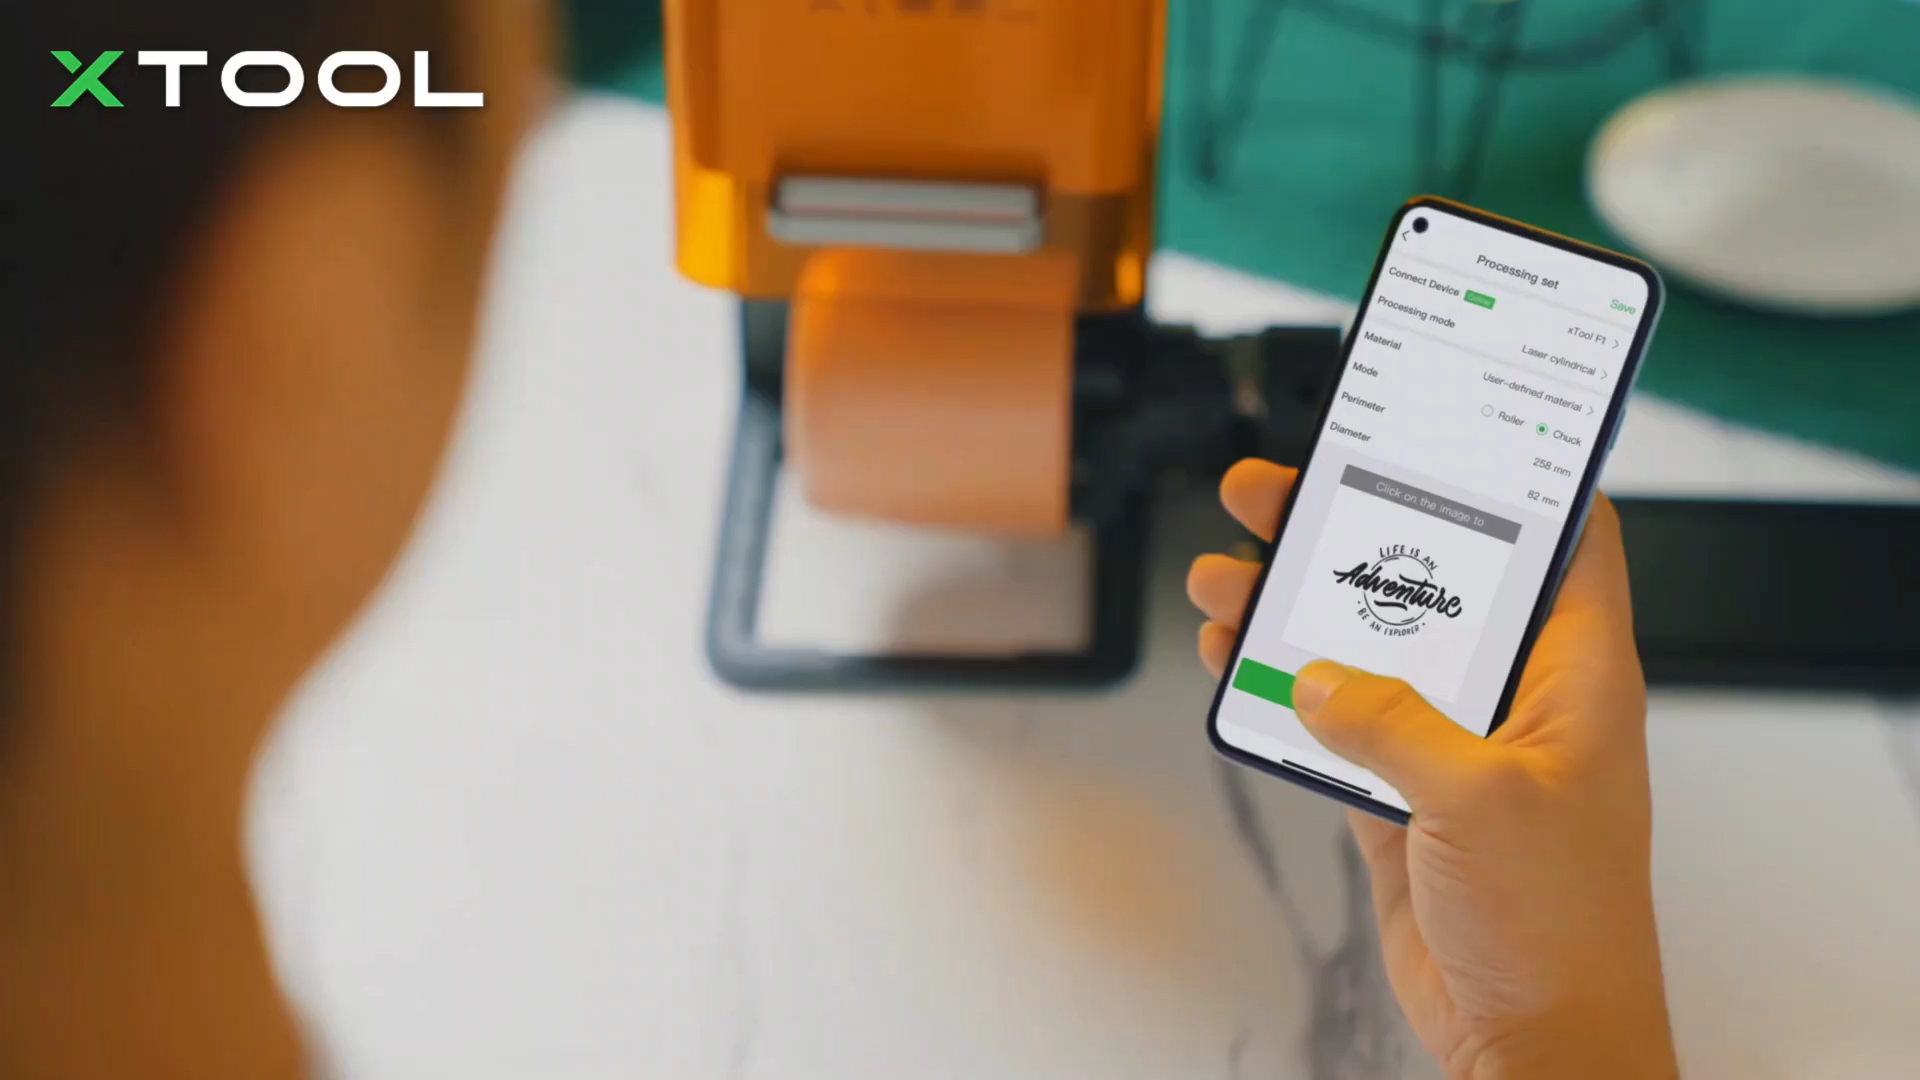 XTOOL
Processing set
Save
Connect Device Online
xTool F1
Processing mode
Laser cylindrical
Material
User-defined material
Mode
Roller Chuck
Perimeter
258 mm
Diameter
82 mm
Click on the image to
LIFE IS AN
Adventure
BE AN EXPLORER